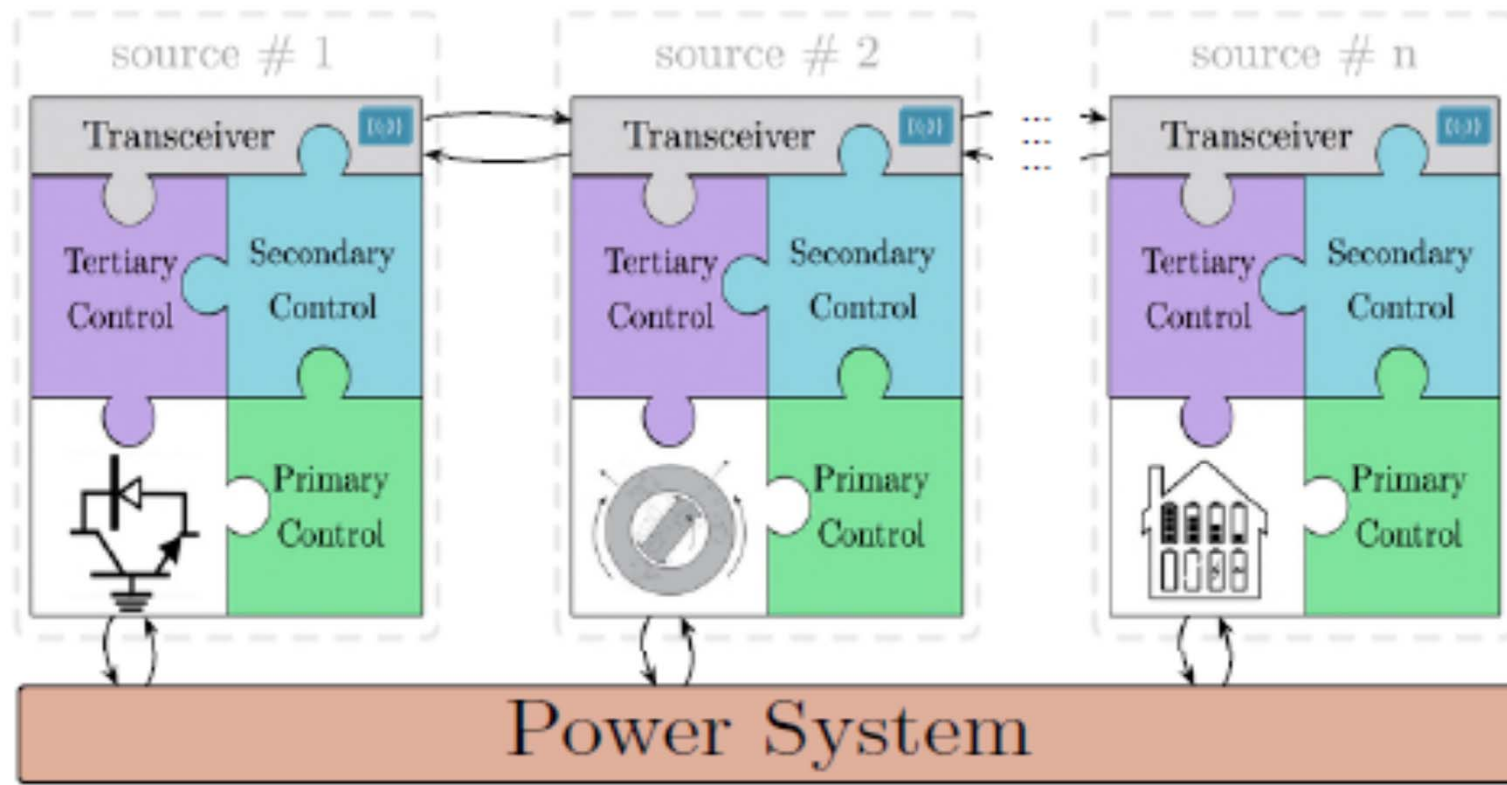 source # 1
source # 2
source # n
Transceiver
Transceiver
...
...
...
Transceiver
Tertiary
Control
Secondary
Control
Tertiary
Control
Secondary
Control
Tertiary
Control
Secondary
Control
Primary
Control
Primary
Control
Primary
Control
Power System